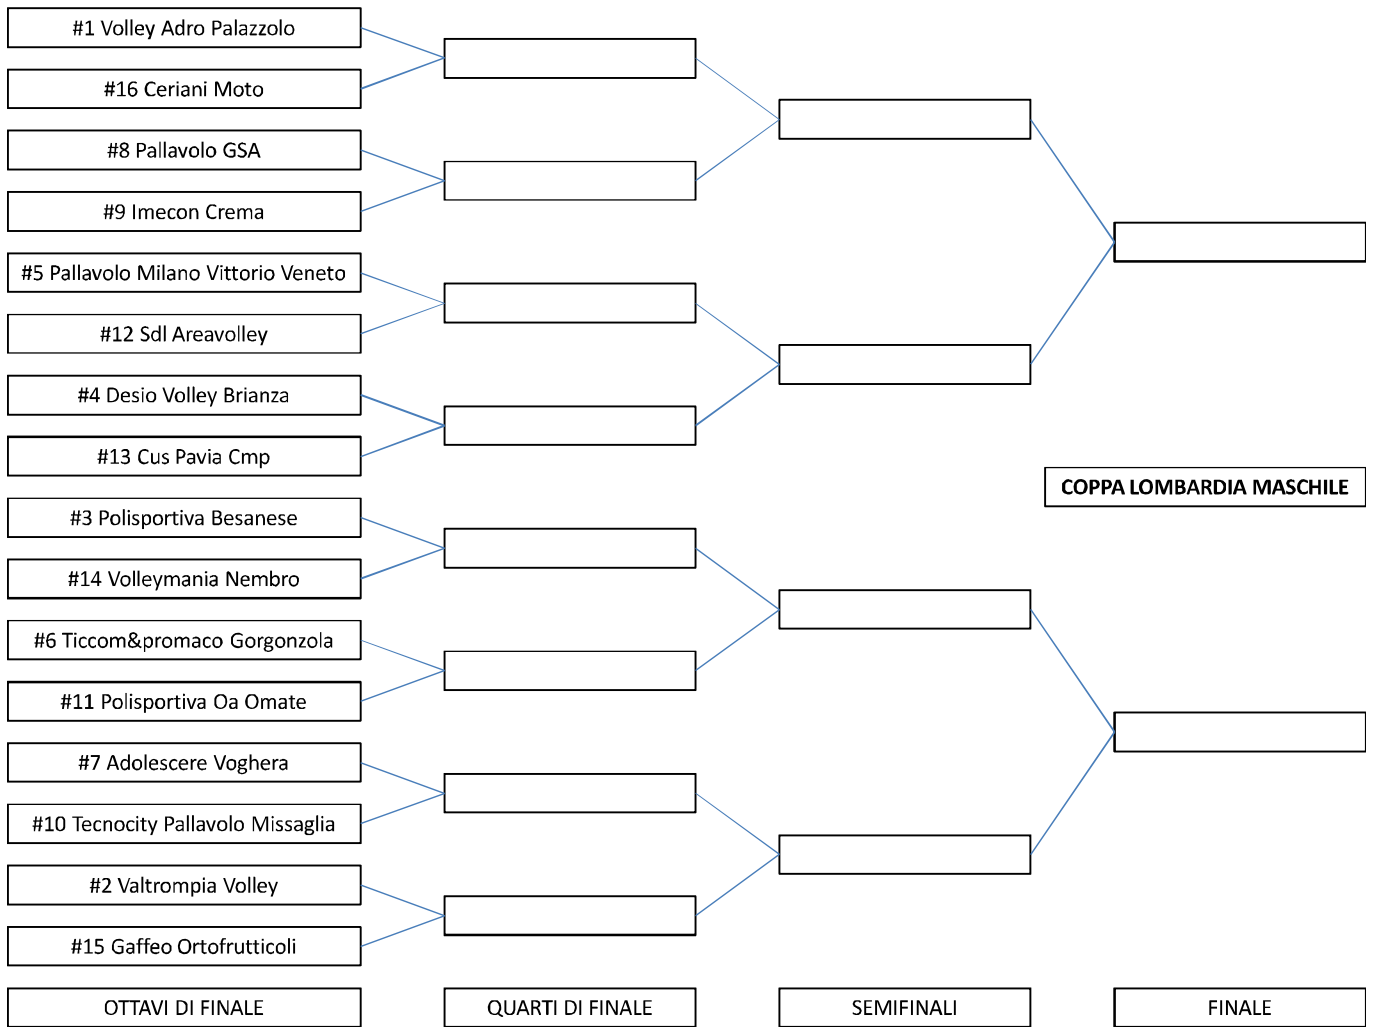 #1 Volley Adro Palazzolo
#16 Ceriani Moto
#8 Pallavolo GSA
#9 Imecon Crema
#5 Pallavolo Milano Vittorio Veneto
#12 Sdl Areavolley
#4 Desio Volley Brianza
#13 Cus Pavia Cmp
COPPA LOMBARDIA MASCHILE
#3 Polisportiva Besanese
#14 Volleymania Nembro
#6 Ticcom&promaco Gorgonzola
#11 Polisportiva Oa Omate
#7 Adolescere Voghera
#10 Tecnocity Pallavolo Missaglia
#2 Valtrompia Volley
#15 Gaffeo Ortofrutticoli
OTTAVI DI FINALE
QUARTI DI FINALE
SEMIFINALI
FINALE